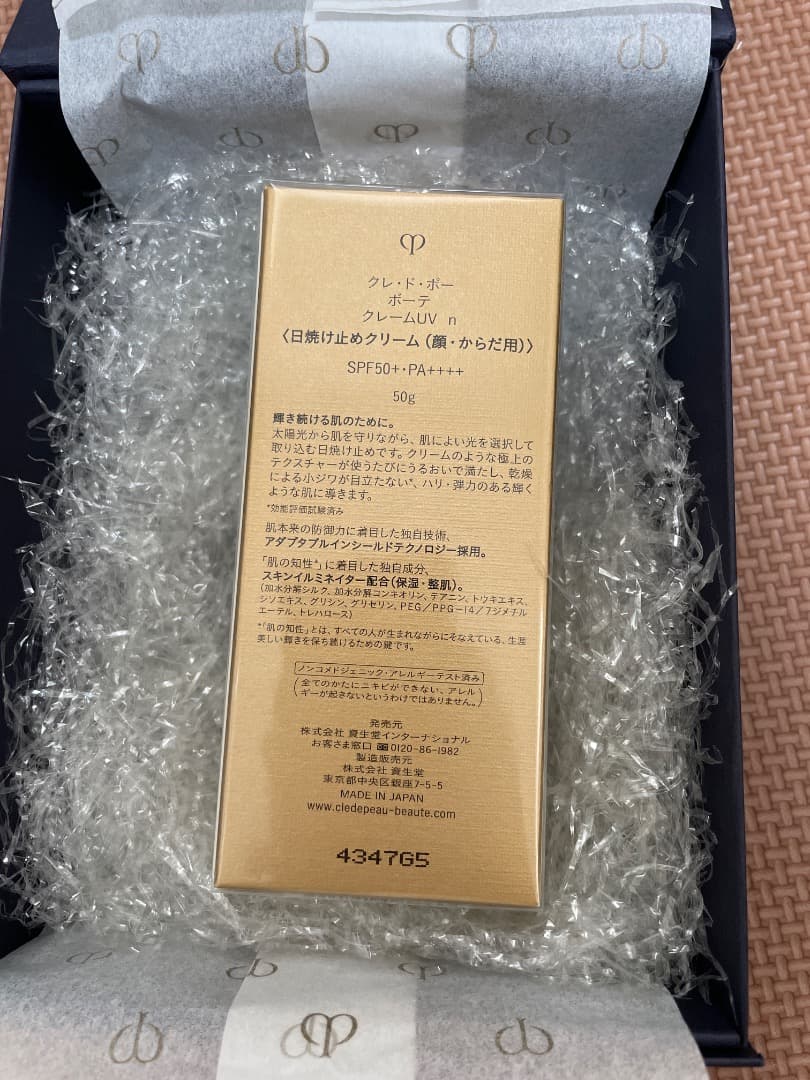 クレ・ド・ポー
ボーテ
クレームUV n
〈日焼け止めクリーム(顔・からだ用)〉
SPF50+・PA++++
50g
輝き続ける肌のために。
太陽光から肌を守りながら、肌によい光を選択して
取り込む日焼け止めです。クリームのような極上の
テクスチャーが使うたびにうるおいで満たし、乾燥
による小ジワが目立たない*、ハリ・弾力のある輝く
ような肌に導きます。
*効能評価試験済み
肌本来の防御力に着目した独自技術、
アダプタブルインシールドテクノロジー採用。
「肌の知性*」に着目した独自成分、
スキンイルミネイター配合(保湿・整肌)。
(加水分解シルク、加水分解コンキオリン、テアニン、トウキエキス、
シソエキス、グリシン、グリセリン、PEG/PPG-14/7ジメチル
エーテル、トレハロース)
*「肌の知性」とは、すべての人が生まれながらにそなえている、生涯
美しい輝きを保ち続けるための鍵です。
ノンコメドジェニック・アレルギーテスト済み
(全てのかたにニキビができない、アレル
ギーが起きないというわけではありません。)
発売元
株式会社 資生堂インターナショナル
お客さま窓口 0120-86-1982
製造販売元
株式会社 資生堂
東京都中央区銀座7-5-5
MADE IN JAPAN
www.cledepeau-beaute.com
4347G5